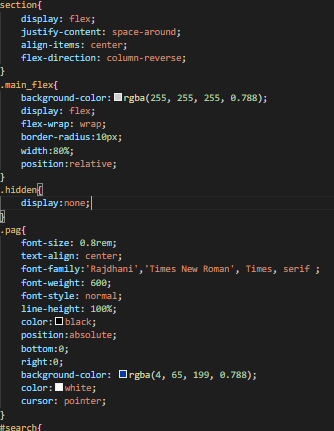 section{
display: flex;
justify-content: space-around;
align-items: center;
flex-direction: column-reverse;
}
.main_flex{
background-color: rgba(255, 255, 255, 0.788);
display: flex;
flex-wrap: wrap;
border-radius:10px;
width:80%;
position:relative;
}
.hidden{
display:none;
}
.pag{
font-size: 0.8rem;
text-align: center;
font-family:'Rajdhani','Times New Roman', Times, serif ;
font-weight: 600;
font-style: normal;
line-height: 100%;
color: black;
position:absolute;
bottom:0;
right:0;
background-color: rgba(4, 65, 199, 0.788);
color: white;
cursor: pointer;
}
#search{